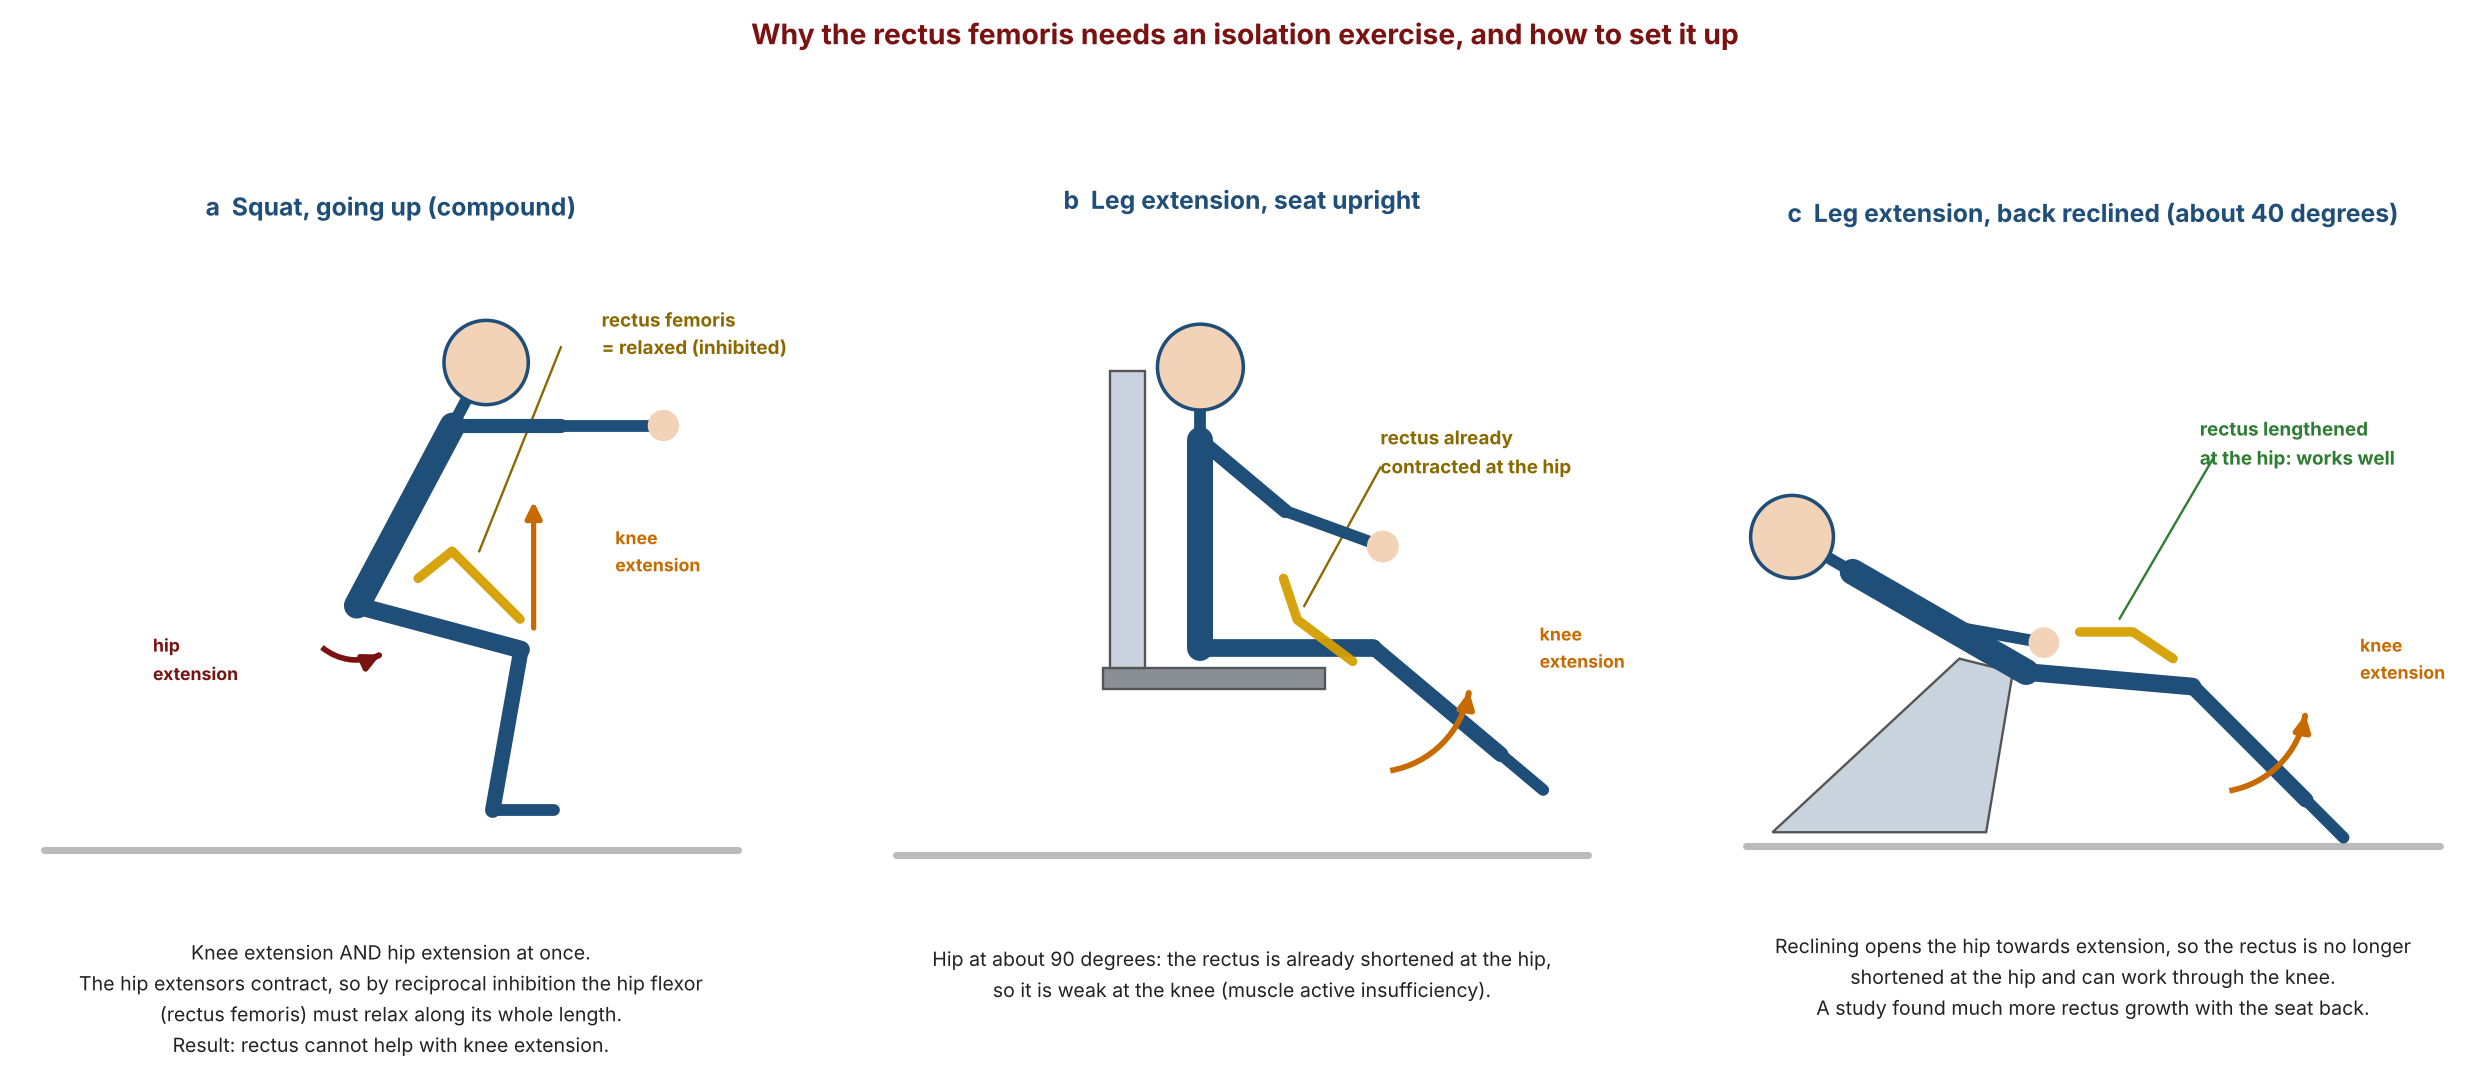 Why the rectus femoris needs an isolation exercise, and how to set it up
a Squat, going up (compound)
rectus femoris
= relaxed (inhibited)
knee
extension
hip
extension
Knee extension AND hip extension at once.
The hip extensors contract, so by reciprocal inhibition the hip flexor
(rectus femoris) must relax along its whole length.
Result: rectus cannot help with knee extension.
b Leg extension, seat upright
rectus already
contracted at the hip
knee
extension
Hip at about 90 degrees: the rectus is already shortened at the hip,
so it is weak at the knee (muscle active insufficiency).
c Leg extension, back reclined (about 40 degrees)
rectus lengthened
at the hip: works well
knee
extension
Reclining opens the hip towards extension, so the rectus is no longer
shortened at the hip and can work through the knee.
A study found much more rectus growth with the seat back.